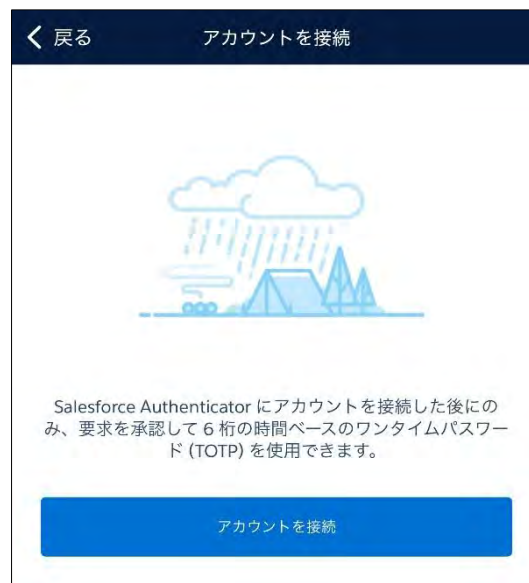 戻る
アカウントを接続
Salesforce Authenticator にアカウントを接続した後にの
み、要求を承認して 6 桁の時間ベースのワンタイムパスワー
ド (TOTP) を使用できます。
アカウントを接続